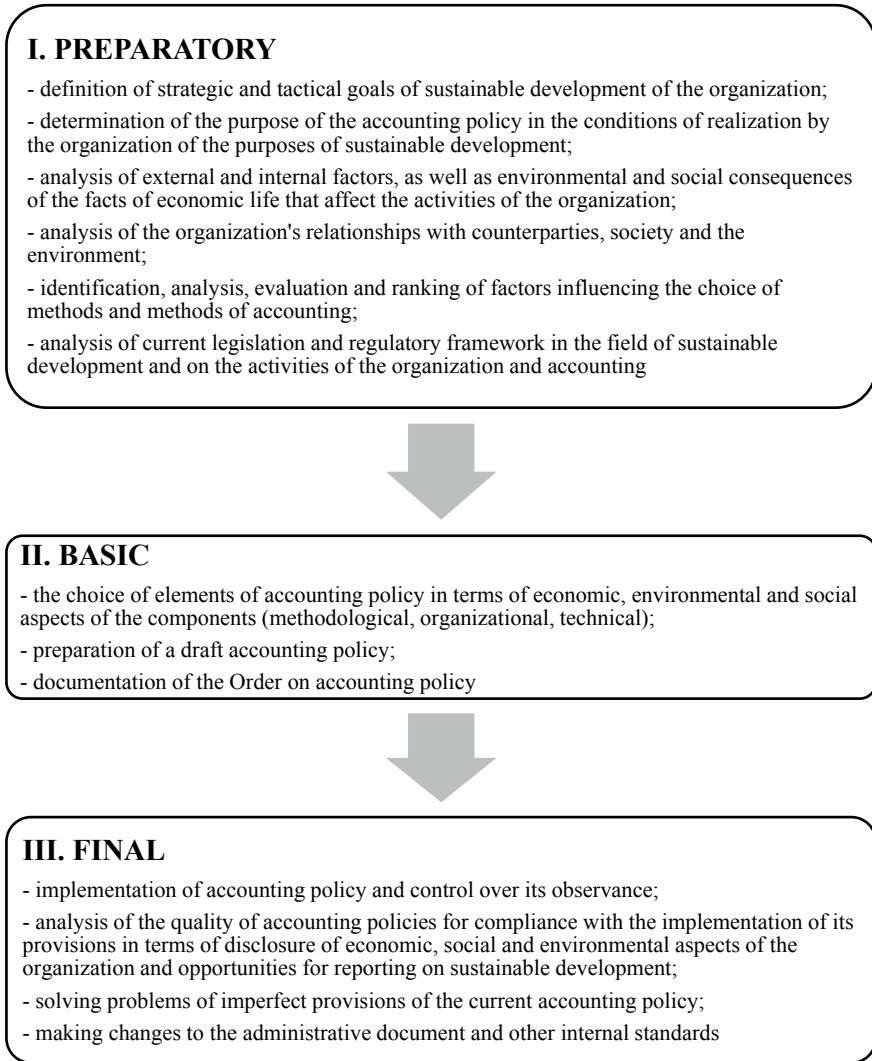 I. PREPARATORY
- definition of strategic and tactical goals of sustainable development of the organization;
- determination of the purpose of the accounting policy in the conditions of realization by
the organization of the purposes of sustainable development;
- analysis of external and internal factors, as well as environmental and social consequences
of the facts of economic life that affect the activities of the organization;
- analysis of the organization's relationships with counterparties, society and the
environment;
- identification, analysis, evaluation and ranking of factors influencing the choice of
methods and methods of accounting;
- analysis of current legislation and regulatory framework in the field of sustainable
development and on the activities of the organization and accounting
II. BASIC
- the choice of elements of accounting policy in terms of economic, environmental and social
aspects of the components (methodological, organizational, technical);
- preparation of a draft accounting policy;
- documentation of the Order on accounting policy
III. FINAL
- implementation of accounting policy and control over its observance;
- analysis of the quality of accounting policies for compliance with the implementation of its
provisions in terms of disclosure of economic, social and environmental aspects of the
organization and opportunities for reporting on sustainable development;
- solving problems of imperfect provisions of the current accounting policy;
- making changes to the administrative document and other internal standards